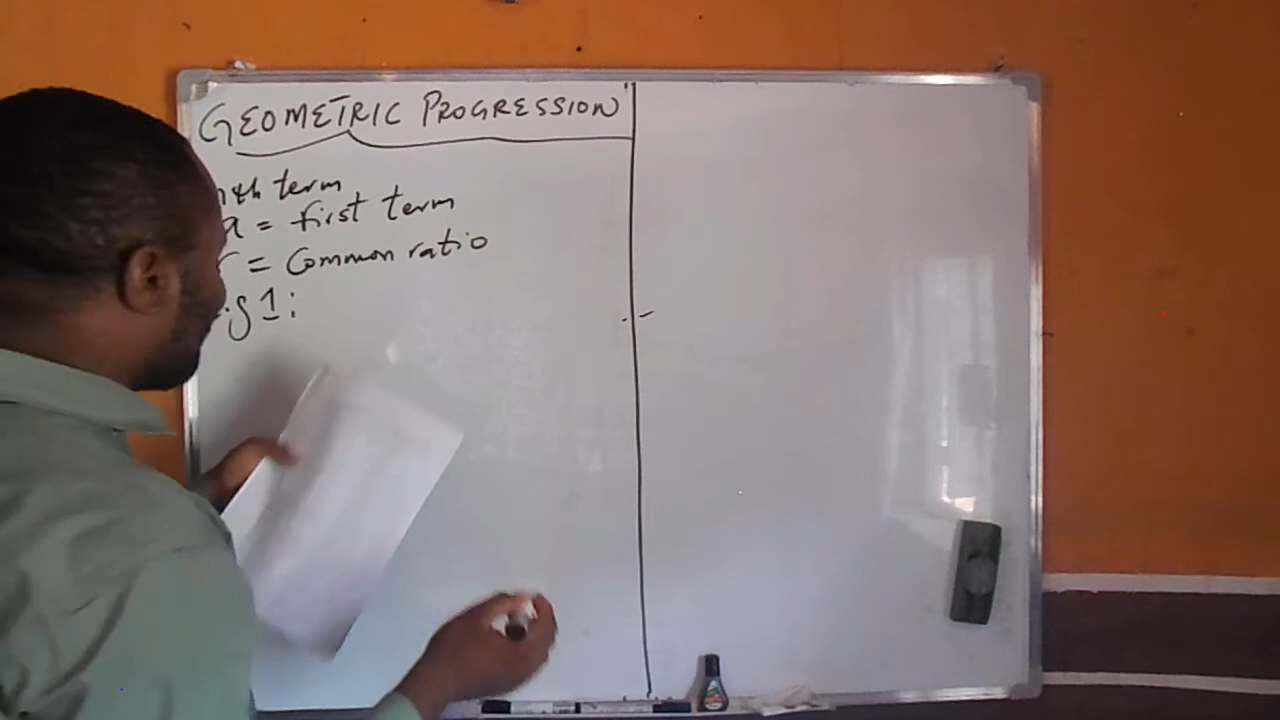 GEOMETRIC PROGRESSION
nth term
a = first term
r = Common ratio
.g 1: